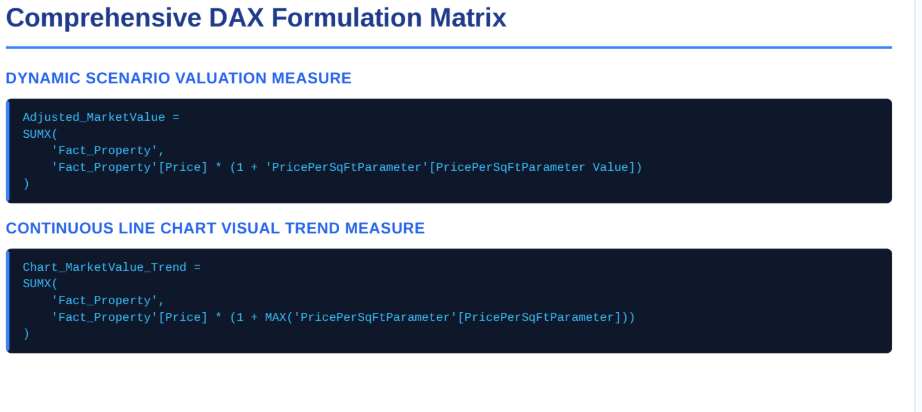 Comprehensive DAX Formulation Matrix
DYNAMIC SCENARIO VALUATION MEASURE
Adjusted_MarketValue =
SUMX(
    'Fact_Property',
    'Fact_Property'[Price] * (1 + 'PricePerSqFtParameter'[PricePerSqFtParameter Value])
)
CONTINUOUS LINE CHART VISUAL TREND MEASURE
Chart_MarketValue_Trend =
SUMX(
    'Fact_Property',
    'Fact_Property'[Price] * (1 + MAX('PricePerSqFtParameter'[PricePerSqFtParameter]))
)